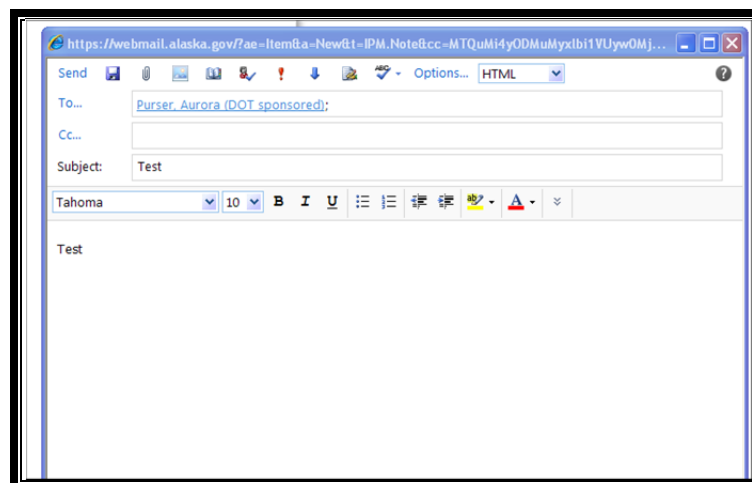 https://webmail.alaska.gov/?ae=Item&a=New&t=IPM.Note&cc=MTQuMi4yODMuMyxlbi1VUyw0Mj...
Send Options... HTML
To... Purser, Aurora (DOT sponsored);
Cc...
Subject: Test
Tahoma 10 B I U A
Test